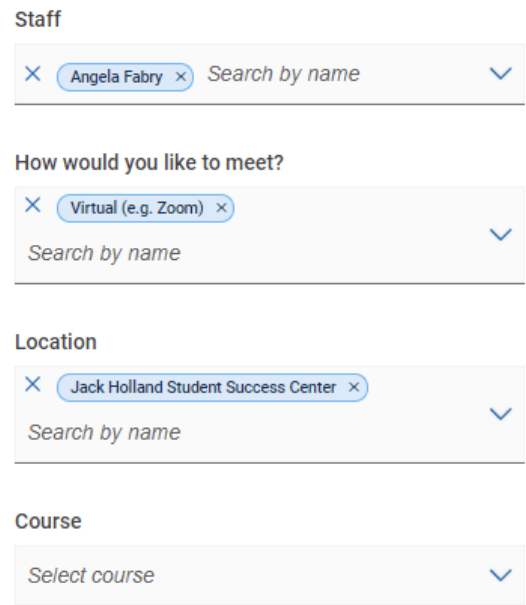 Staff
Angela Fabry × Search by name
How would you like to meet?
Virtual (e.g. Zoom) ×
Search by name
Location
Jack Holland Student Success Center ×
Search by name
Course
Select course